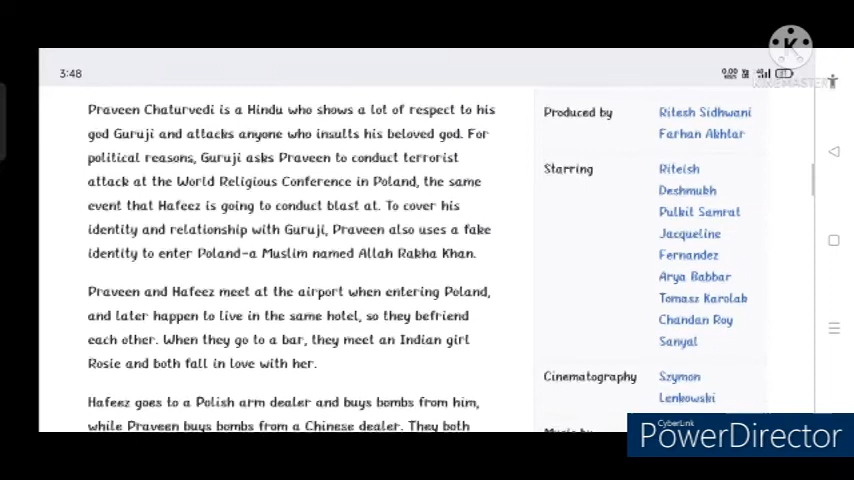 3:48
0.00
KINEMASTER
Praveen Chaturvedi is a Hindu who shows a lot of respect to his
god Guruji and attacks anyone who insults his beloved god. For
political reasons, Guruji asks Praveen to conduct terrorist
attack at the World Religious Conference in Poland, the same
event that Hafeez is going to conduct blast at. To cover his
identity and relationship with Guruji, Praveen also uses a fake
identity to enter Poland-a Muslim named Allah Rakha Khan.
Praveen and Hafeez meet at the airport when entering Poland,
and later happen to live in the same hotel, so they befriend
each other. When they go to a bar, they meet an Indian girl
Rosie and both fall in love with her.
Hafeez goes to a Polish arm dealer and buys bombs from him,
while Praveen buys bombs from a Chinese dealer. They both
Produced by
Ritesh Sidhwani
Farhan Akhtar
Starring
Riteish
Deshmukh
Pulkit Samrat
Jacqueline
Fernandez
Arya Babbar
Tomasz Karolak
Chandan Roy
Sanyal
Cinematography
Szymon
Lenkowski
Music by
CyberLink
PowerDirector